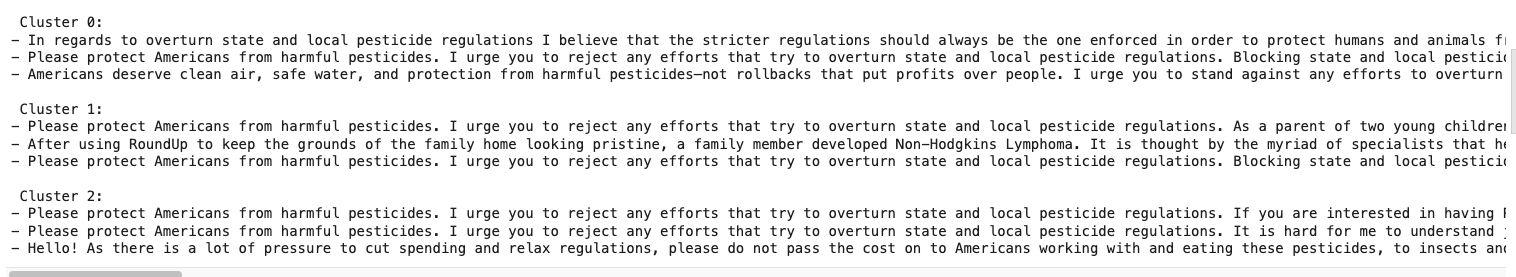 Cluster 0:
– In regards to overturn state and local pesticide regulations I believe that the stricter regulations should always be the one enforced in order to protect humans and animals
– Please protect Americans from harmful pesticides. I urge you to reject any efforts that try to overturn state and local pesticide regulations. Blocking state and local
– Americans deserve clean air, safe water, and protection from harmful pesticides—not rollbacks that put profits over people. I urge you to stand against any efforts to overturn
Cluster 1:
– Please protect Americans from harmful pesticides. I urge you to reject any efforts that try to overturn state and local pesticide regulations. As a parent of two young
– After using RoundUp to keep the grounds of the family home looking pristine, a family member developed Non-Hodgkins Lymphoma. It is thought by the myriad of specialists that
– Please protect Americans from harmful pesticides. I urge you to reject any efforts that try to overturn state and local pesticide regulations. Blocking state and local
Cluster 2:
– Please protect Americans from harmful pesticides. I urge you to reject any efforts that try to overturn state and local pesticide regulations. If you are interested in having
– Please protect Americans from harmful pesticides. I urge you to reject any efforts that try to overturn state and local pesticide regulations. It is hard for me to understand
– Hello! As there is a lot of pressure to cut spending and relax regulations, please do not pass the cost on to Americans working with and eating these pesticides, to insects and